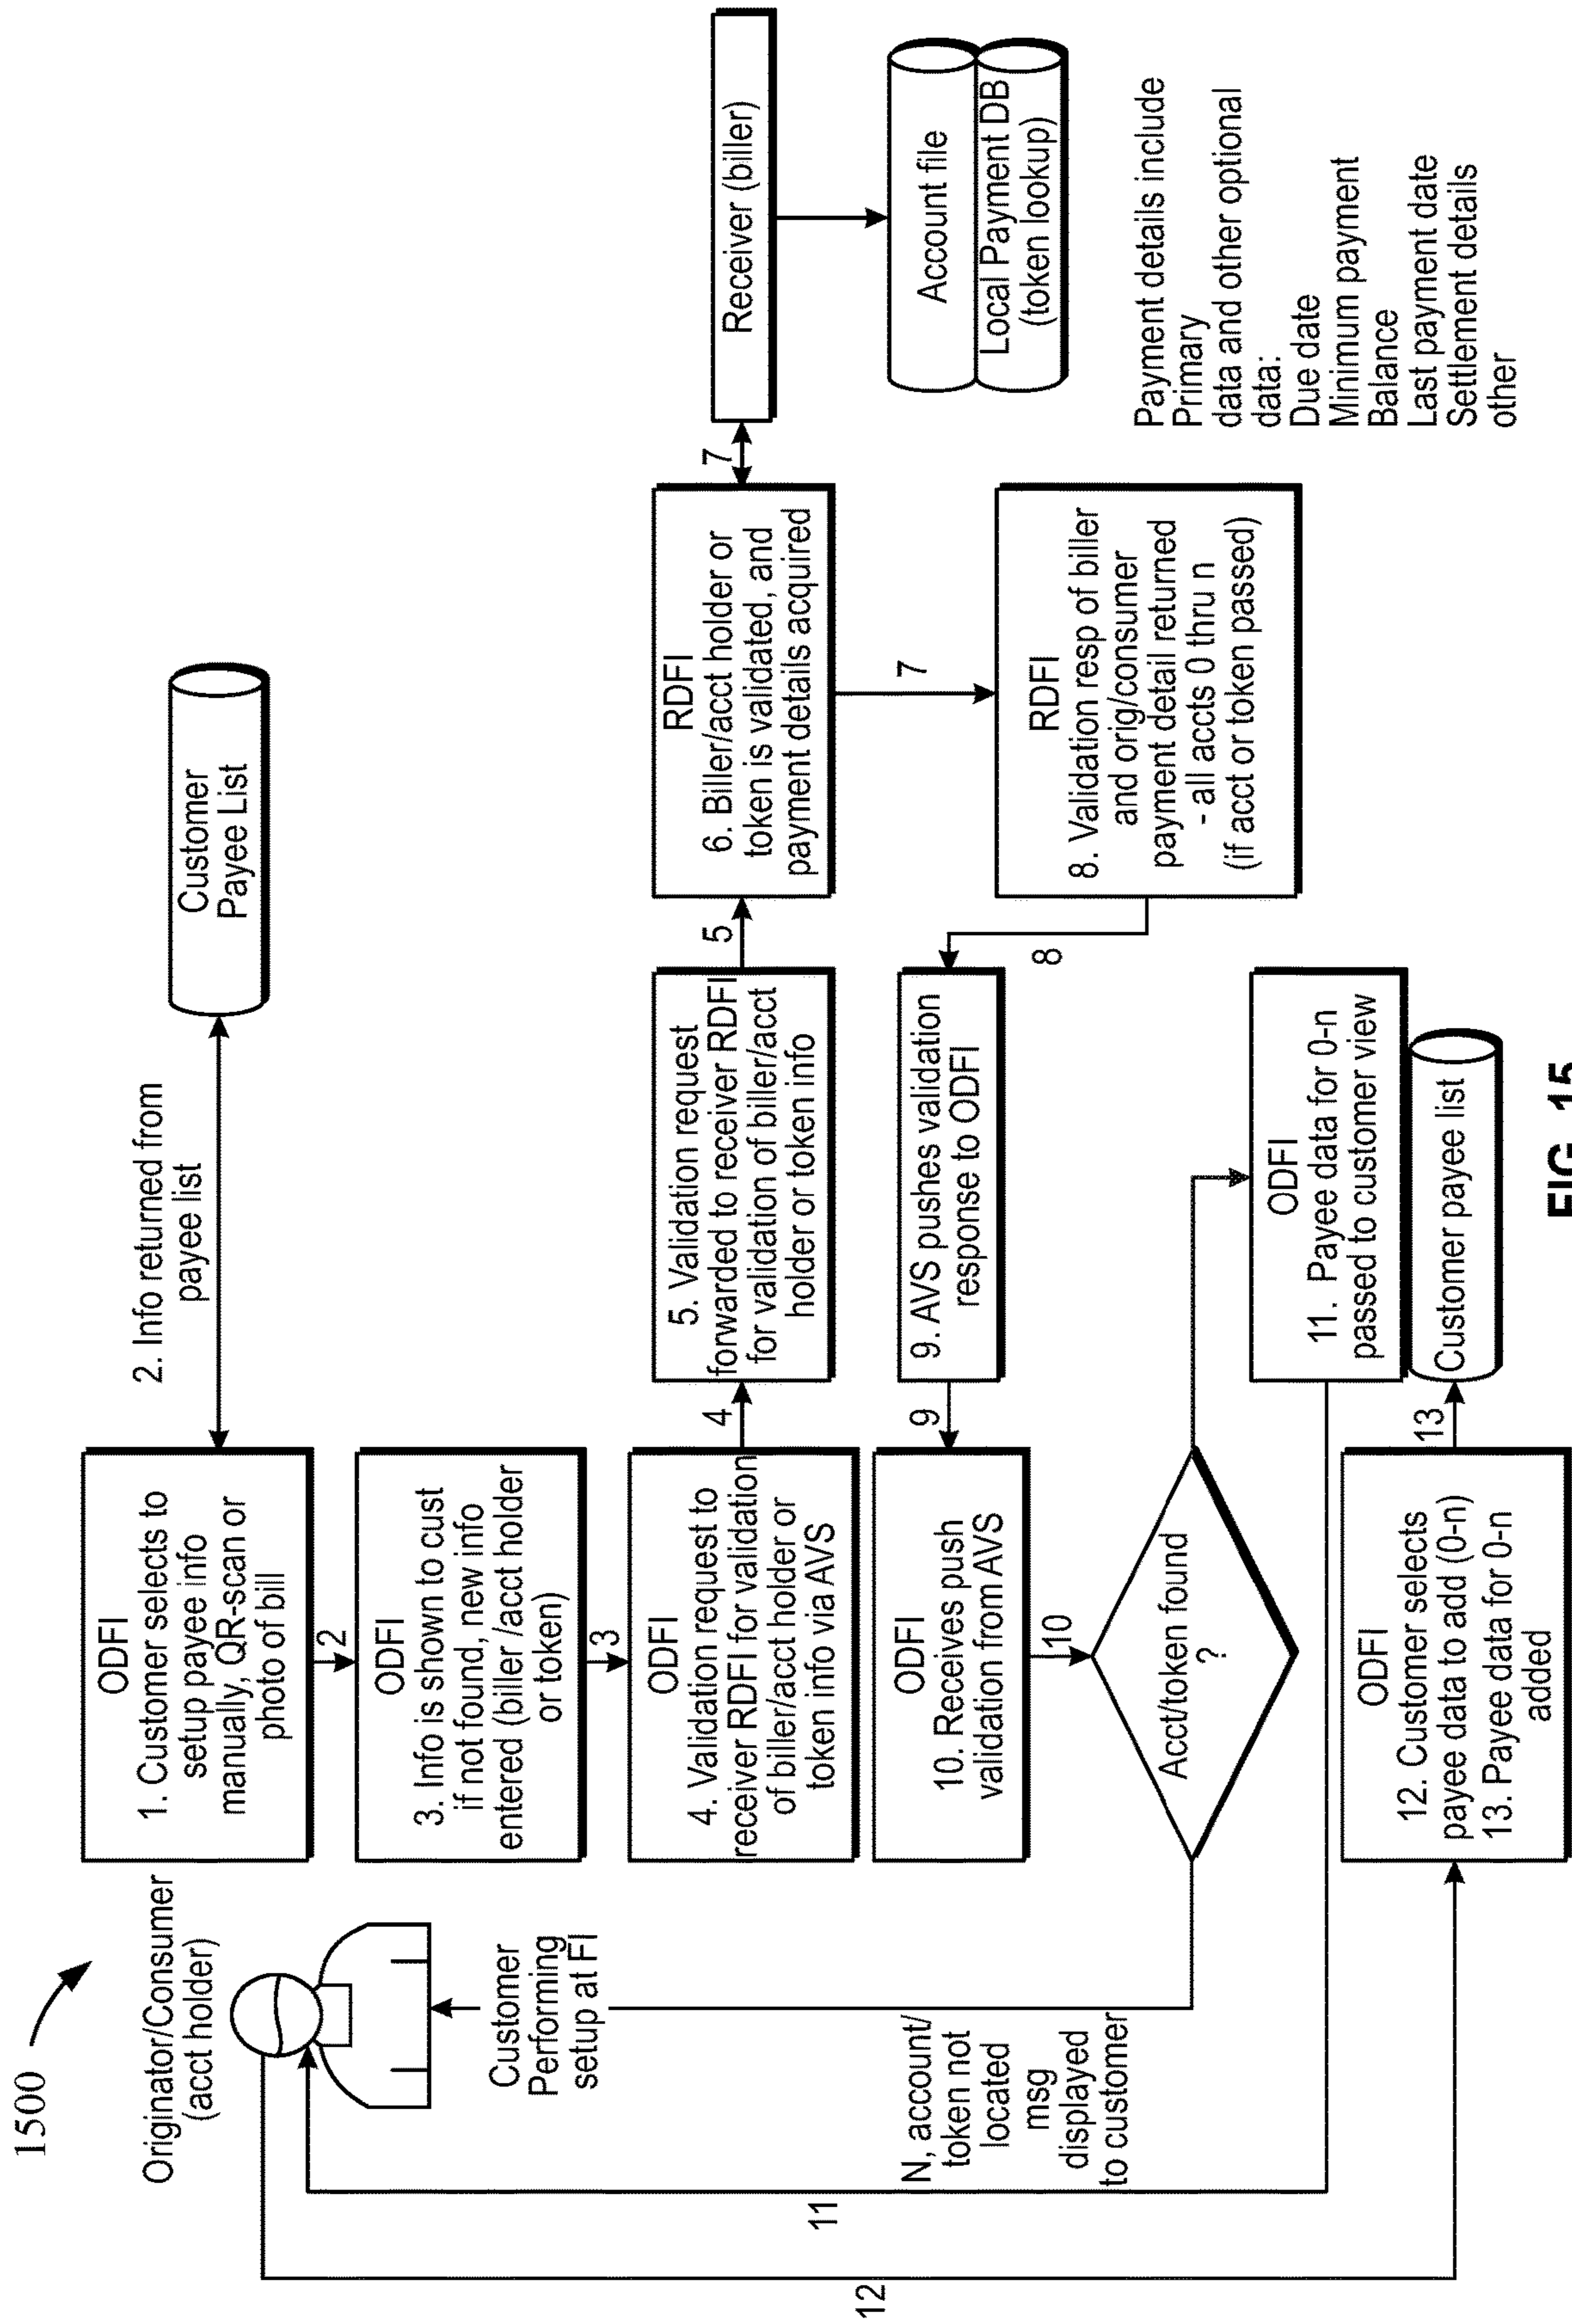 1500
Originator/Consumer
(acct holder)
Customer
Performing
setup at FI
ODFI
1. Customer selects to
setup payee info
manually, QR-scan or
photo of bill
2. Info returned from
payee list
Customer
Payee List
2
ODFI
3. Info is shown to cust
if not found, new info
entered (biller /acct holder
or token)
3
ODFI
4. Validation request to
receiver RDFI for validation
of biller/acct holder or
token info via AVS
4
5. Validation request
forwarded to receiver RDFI
for validation of biller/acct
holder or token info
5
RDFI
6. Biller/acct holder or
token is validated, and
payment details acquired
7
Receiver (biller)
Account file
Local Payment DB
(token lookup)
7
RDFI
8. Validation resp of biller
and orig/consumer
payment detail returned
- all accts 0 thru n
(if acct or token passed)
8
9. AVS pushes validation
response to ODFI
9
ODFI
10. Receives push
validation from AVS
10
Acct/token found
?
N, account/
token not
located
msg
displayed
to customer
ODFI
11. Payee data for 0-n
passed to customer view
Customer payee list
11
12
ODFI
12. Customer selects
payee data to add (0-n)
13. Payee data for 0-n
added
13
Payment details include
Primary
data and other optional
data:
Due date
Minimum payment
Balance
Last payment date
Settlement details
other
FIG. 15